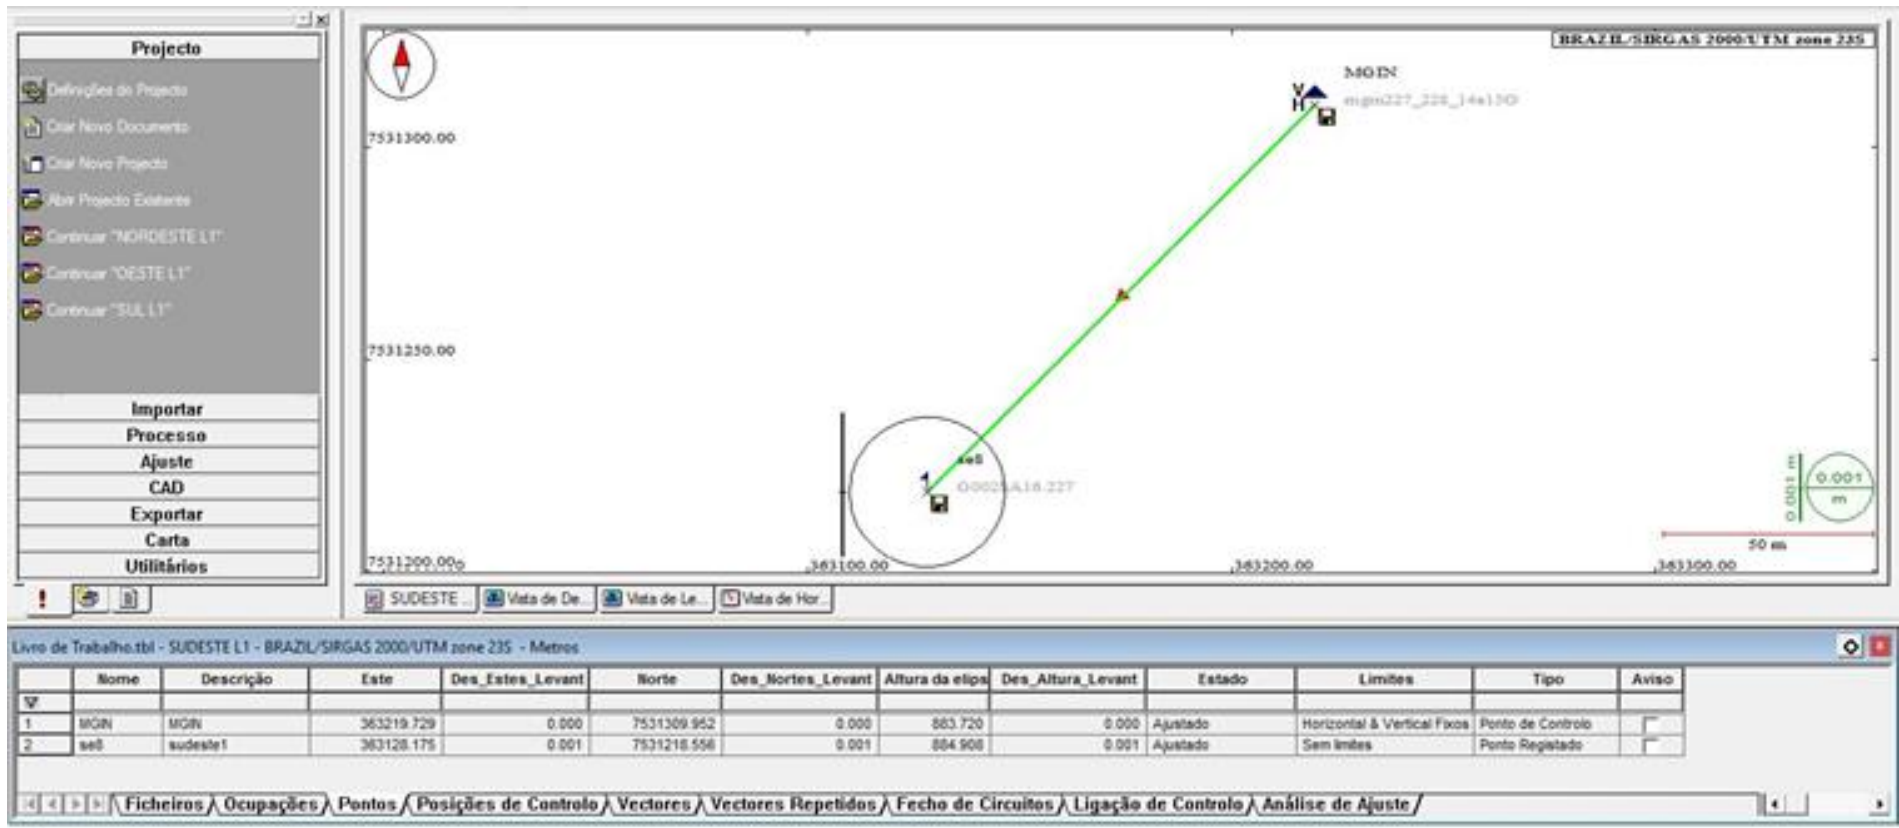 Projecto
Definições do Projecto
Criar Novo Documento
Criar Novo Projecto
Abrir Projecto Existente
Continuar "NORDESTE L1"
Continuar "OESTE L1"
Continuar "SUL L1"
Importar
Processo
Ajuste
CAD
Exportar
Carta
Utilitários
BRAZIL/SIRGAS 2000/UTM zone 23S
MGIN
mgin227_228_14a15O
V
H
7531300.00
7531250.00
se8
7531200.00
363100.00
363200.00
363300.00
0.001 m
0.001
m
50 m
SUDESTE ...
Vista de De...
Vista de Le...
Vista de Hor...
Livro de Trabalho.tbl - SUDESTE L1 - BRAZIL/SIRGAS 2000/UTM zone 23S - Metros
Nome Descrição Este Des_Estes_Levant Norte Des_Nortes_Levant Altura da elips Des_Altura_Levant Estado Limites Tipo Aviso
1 MGIN MGIN 363219.729 0.000 7531309.952 0.000 883.720 0.000 Ajustado Horizontal & Vertical Fixos Ponto de Controlo
2 se8 sudeste1 363128.175 0.001 7531218.556 0.001 884.908 0.001 Ajustado Sem limites Ponto Registado
Ficheiros Ocupações Pontos Posições de Controlo Vectores Vectores Repetidos Fecho de Circuitos Ligação de Controlo Análise de Ajuste